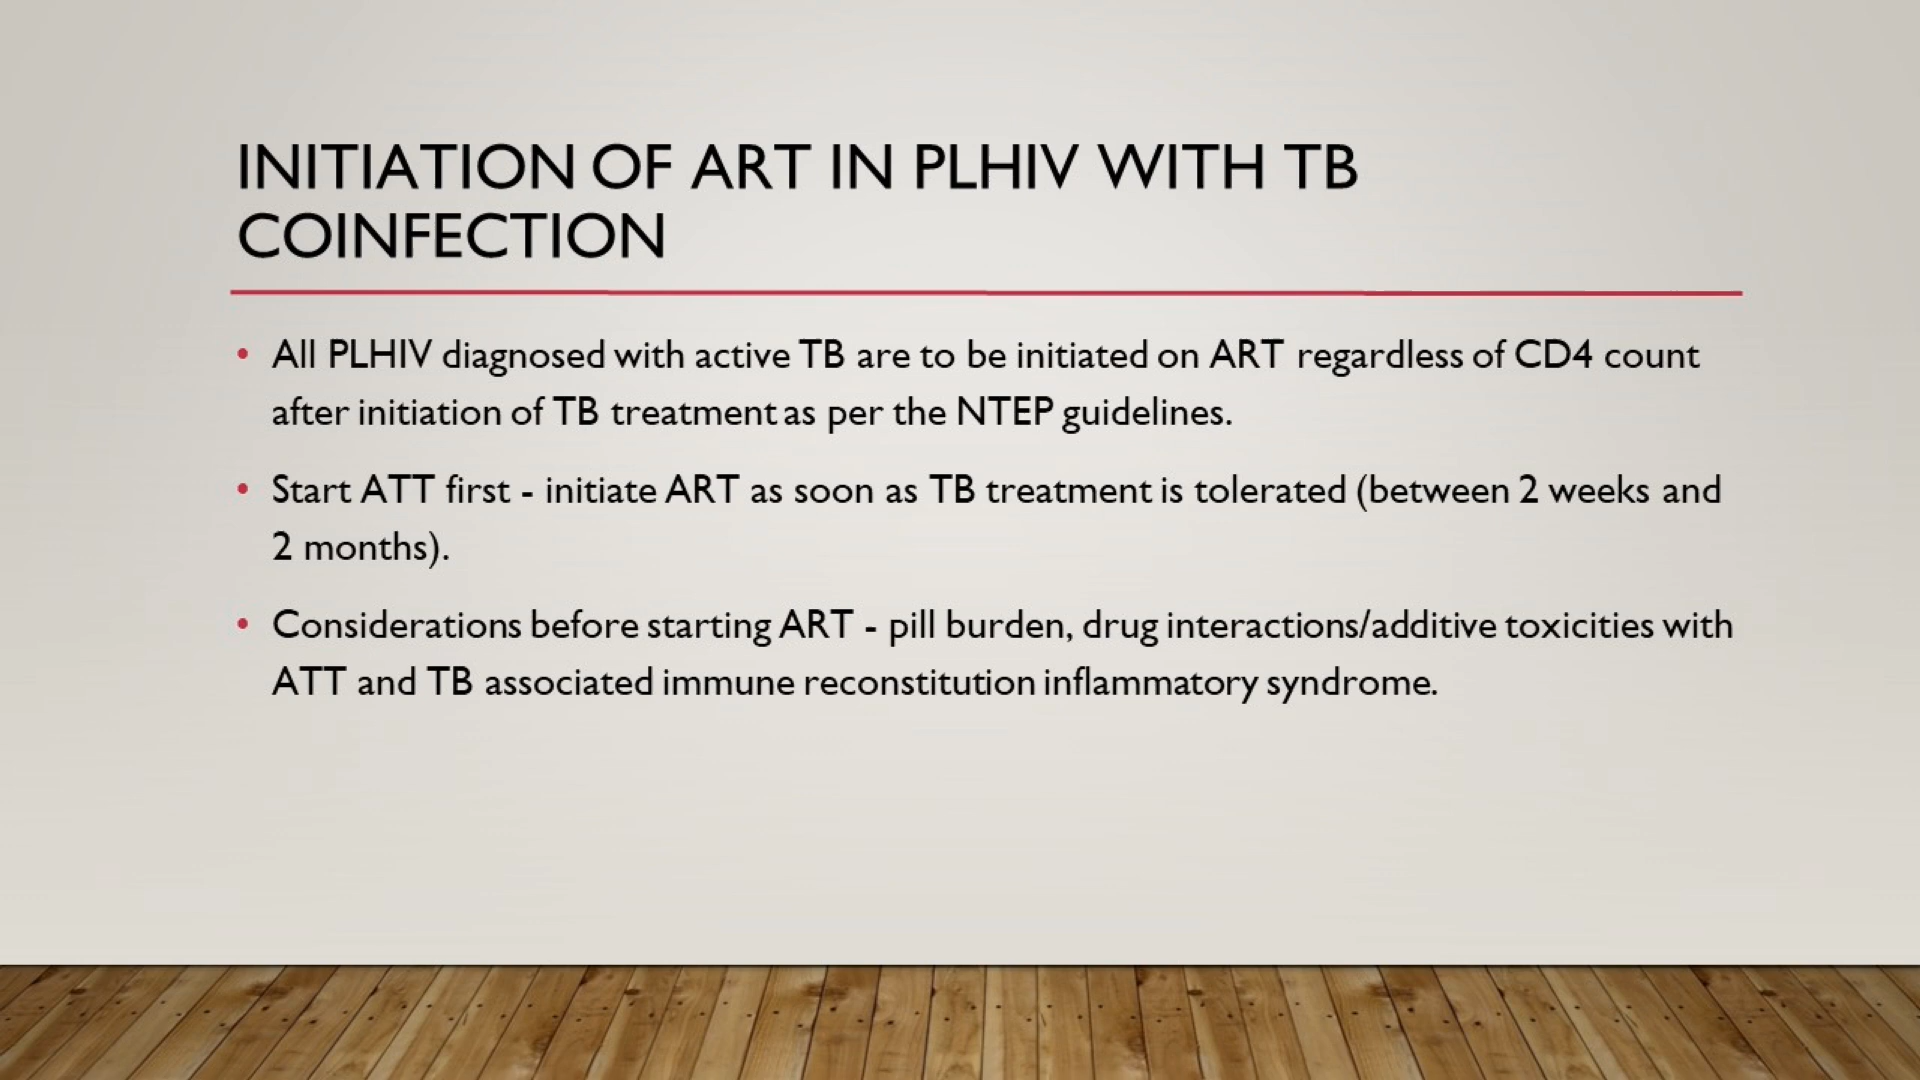 INITIATION OF ART IN PLHIV WITH TB
COINFECTION
• All PLHIV diagnosed with active TB are to be initiated on ART regardless of CD4 count
after initiation of TB treatment as per the NTEP guidelines.
• Start ATT first - initiate ART as soon as TB treatment is tolerated (between 2 weeks and
2 months).
• Considerations before starting ART - pill burden, drug interactions/additive toxicities with
ATT and TB associated immune reconstitution inflammatory syndrome.